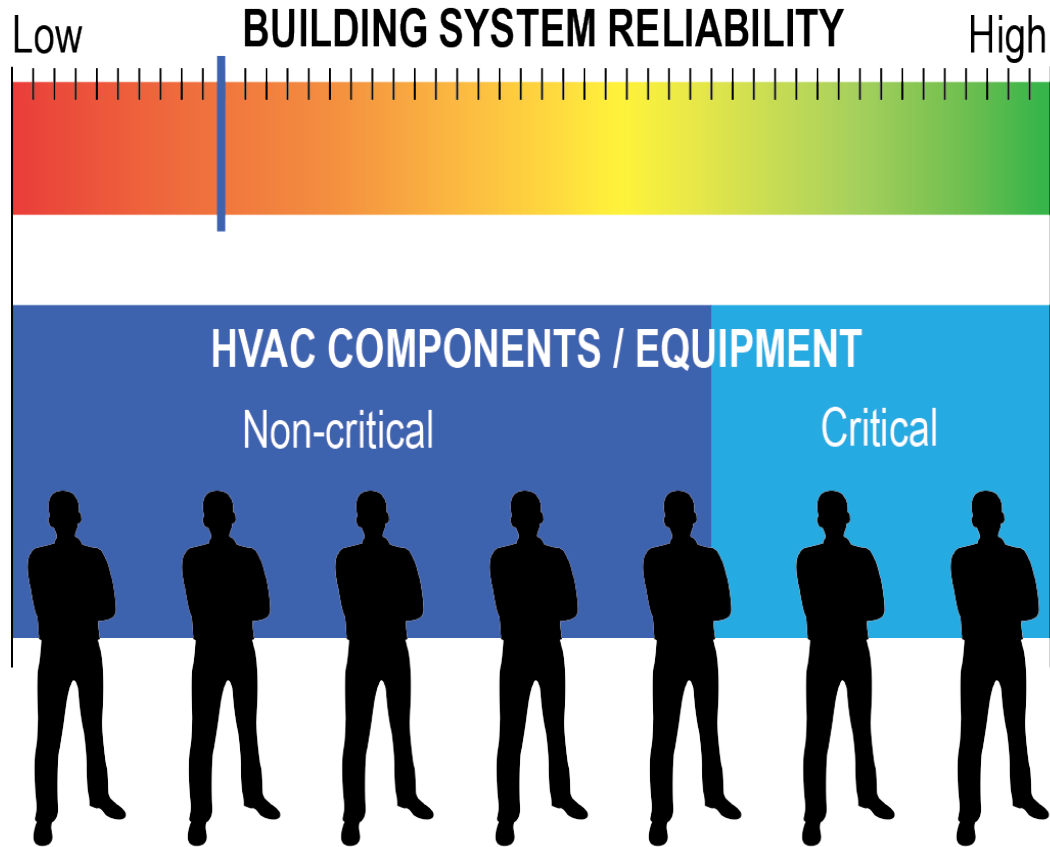 Low BUILDING SYSTEM RELIABILITY High
HVAC COMPONENTS / EQUIPMENT
Non-critical Critical